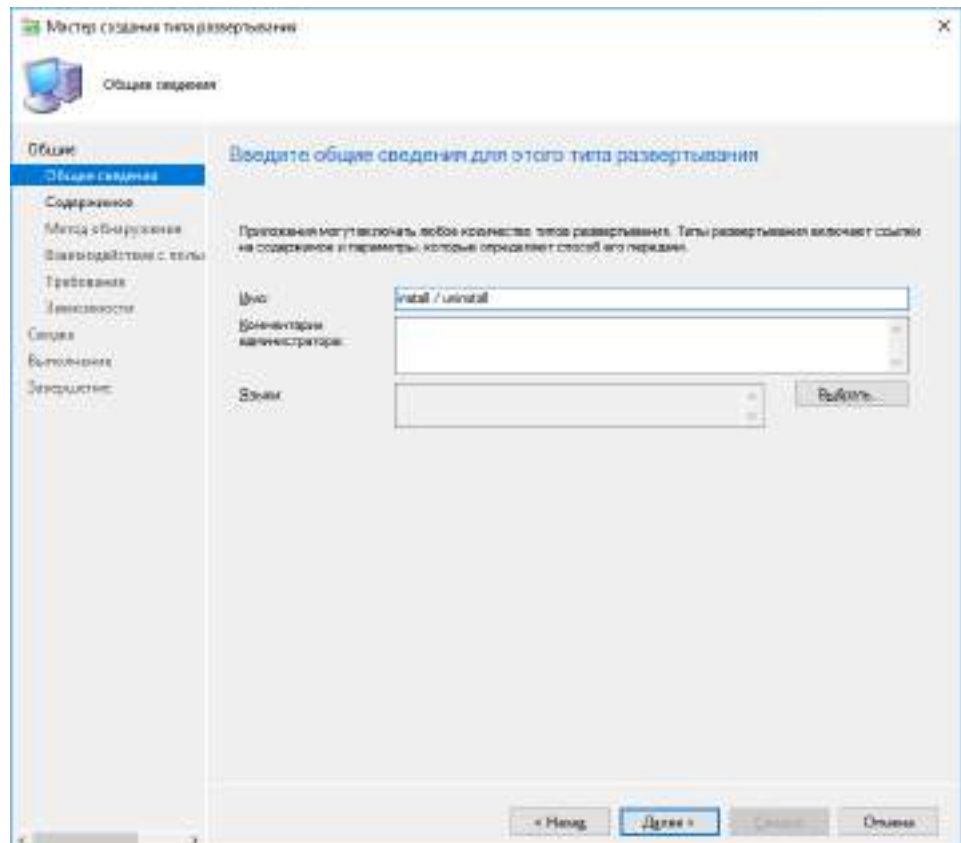 Мастер создания типа развертывания
Общие сведения
Общие
Общие сведения
Содержимое
Метод обнаружения
Взаимодействие с поль
Требования
Зависимости
Сводка
Выполнение
Завершение
Введите общие сведения для этого типа развертывания
Приложения могут включать любое количество типов развертывания. Типы развертывания включают ссылки
на содержимое и параметры, которые определяют способ его передачи.
Имя:
install / uninstall
Комментарии
администратора:
Языки:
Выбрать...
< Назад
Далее >
Сводка
Отмена